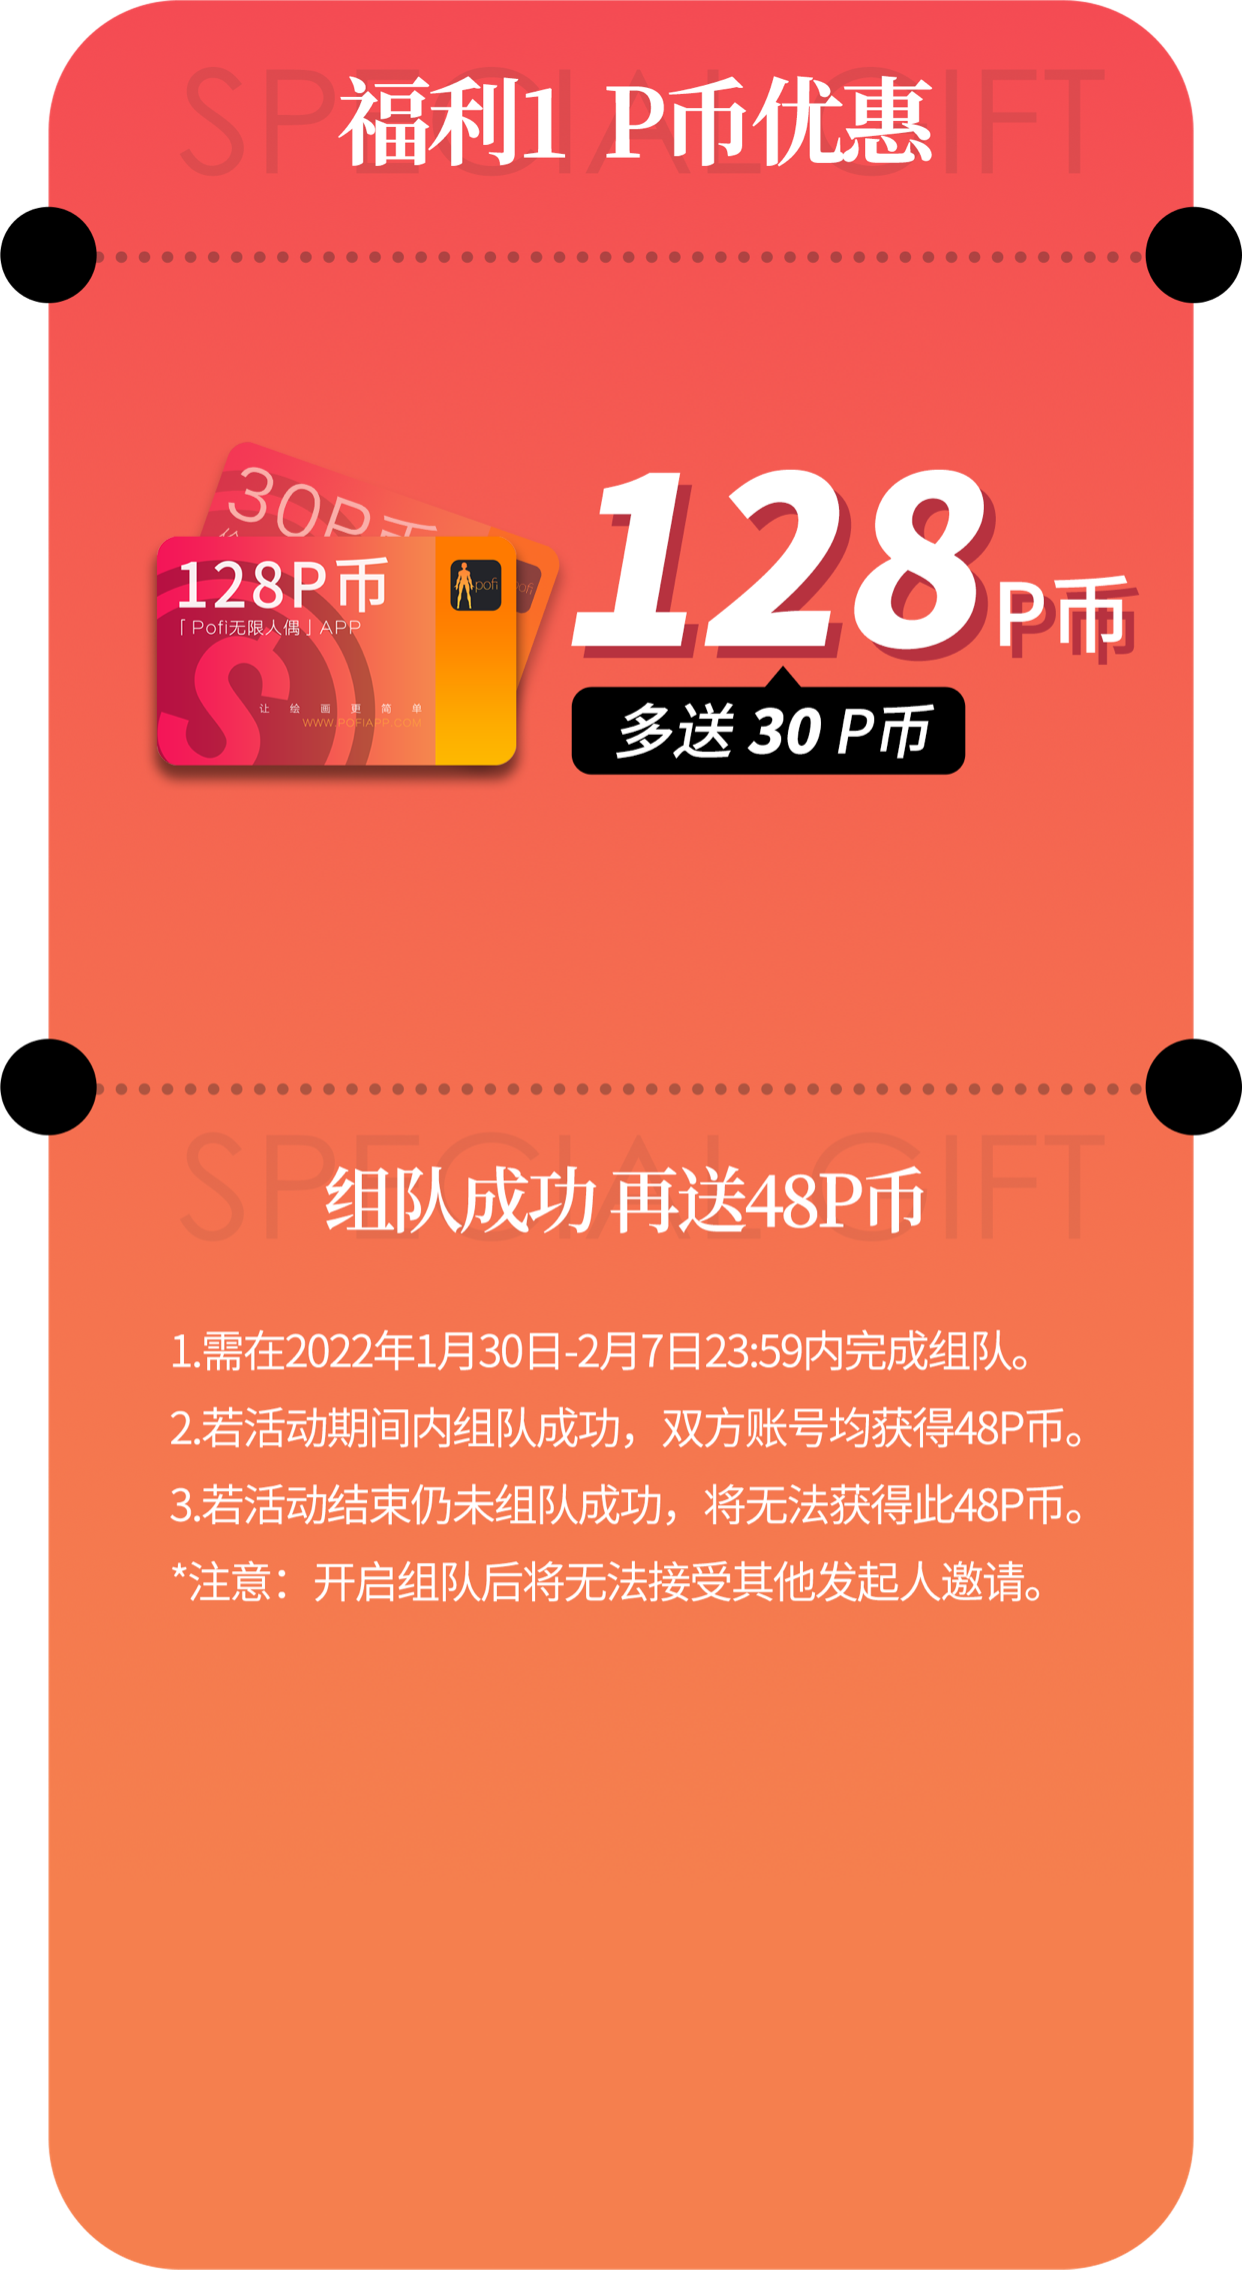 SPECIAL GIFT
福利1 P币优惠
30P币
128P币
「Pofi无限人偶」APP
pofi
pofi
让绘画更简单
WWW.POFIAPP.COM
128P币
多送 30 P币
SPECIAL GIFT
组队成功 再送48P币
1.需在2022年1月30日-2月7日23:59内完成组队。
2.若活动期间内组队成功，双方账号均获得48P币。
3.若活动结束仍未组队成功，将无法获得此48P币。
*注意：开启组队后将无法接受其他发起人邀请。